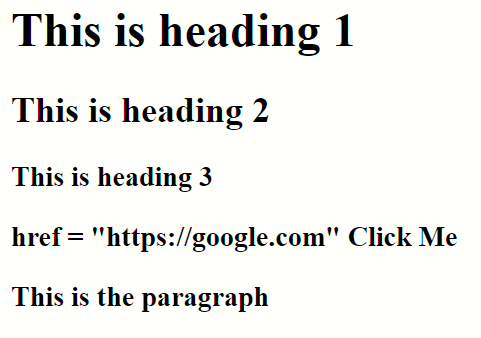 This is heading 1
This is heading 2
This is heading 3
href = "https://google.com" Click Me
This is the paragraph